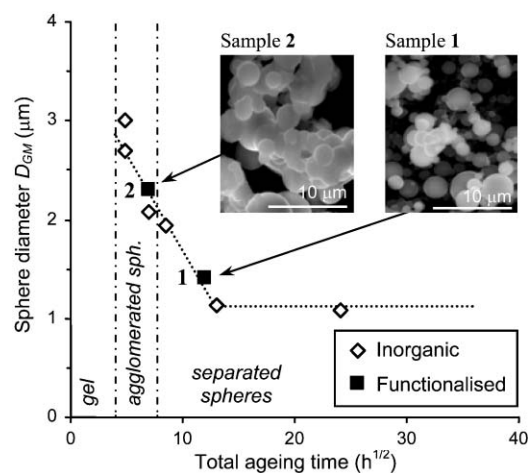 Sample 2
Sample 1
10 μm
10 μm
4
3
2
1
0
Sphere diameter D_GM (μm)
2
1
gel
agglomerated sph.
separated
spheres
Inorganic
Functionalised
0
10
20
30
40
Total ageing time (h^1/2)